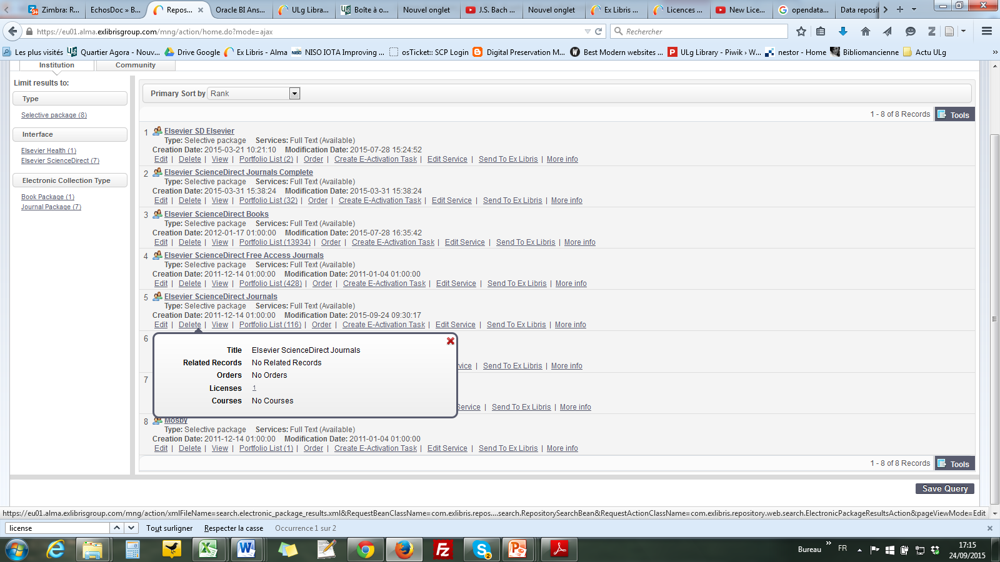 Zimbra: R... EchosDoc » B... Repos... Oracle BI Ans... ULg Libra... Boîte à o... Nouvel onglet J.S. Bach ... Nouvel onglet Ex Libris ... Licences ... New Lice... opendata... Data reposit
https://eu01.alma.exlibrisgroup.com/mng/action/home.do?mode=ajax Rechercher
Les plus visités Quartier Agora - Nouv... Drive Google Ex Libris - Alma NISO IOTA Improving ... osTicket:: SCP Login Digital Preservation M... Best Modern websites ... ULg Library - Piwik › W... nestor - Home Bibliomancienne Actu ULg
Institution Community
Limit results to:
Type
Selective package (8)
Interface
Elsevier Health (1)
Elsevier ScienceDirect (7)
Electronic Collection Type
Book Package (1)
Journal Package (7)
Primary Sort by Rank
1 - 8 of 8 Records Tools
1 Elsevier SD Elsevier
Type: Selective package Services: Full Text (Available)
Creation Date: 2015-03-21 10:21:10 Modification Date: 2015-07-28 15:24:52
Edit | Delete | View | Portfolio List (2) | Order | Create E-Activation Task | Edit Service | Send To Ex Libris | More info
2 Elsevier ScienceDirect Journals Complete
Type: Selective package Services: Full Text (Available)
Creation Date: 2015-03-31 15:38:24 Modification Date: 2015-03-31 15:38:24
Edit | Delete | View | Portfolio List (32) | Order | Create E-Activation Task | Edit Service | Send To Ex Libris | More info
3 Elsevier ScienceDirect Books
Type: Selective package Services: Full Text (Available)
Creation Date: 2012-01-17 01:00:00 Modification Date: 2015-07-28 16:35:42
Edit | Delete | View | Portfolio List (13934) | Order | Create E-Activation Task | Edit Service | Send To Ex Libris | More info
4 Elsevier ScienceDirect Free Access Journals
Type: Selective package Services: Full Text (Available)
Creation Date: 2011-12-14 01:00:00 Modification Date: 2011-01-04 01:00:00
Edit | Delete | View | Portfolio List (428) | Order | Create E-Activation Task | Edit Service | Send To Ex Libris | More info
5 Elsevier ScienceDirect Journals
Type: Selective package Services: Full Text (Available)
Creation Date: 2011-12-14 01:00:00 Modification Date: 2015-09-24 09:30:17
Edit | Delete | View | Portfolio List (116) | Order | Create E-Activation Task | Edit Service | Send To Ex Libris | More info
6
Title Elsevier ScienceDirect Journals
Related Records No Related Records
Orders No Orders
Licenses 1
Courses No Courses
vice | Send To Ex Libris | More info
7
Service | Send To Ex Libris | More info
8 Mosby
Type: Selective package Services: Full Text (Available)
Creation Date: 2011-12-14 01:00:00 Modification Date: 2011-01-04 01:00:00
Edit | Delete | View | Portfolio List (1) | Order | Create E-Activation Task | Edit Service | Send To Ex Libris | More info
1 - 8 of 8 Records Tools
Save Query
https://eu01.alma.exlibrisgroup.com/mng/action/xmlFileName=search.electronic_package_results.xml&RequestBeanClassName=com.exlibris.repos....search.RepositorySearchBean&RequestActionClassName=com.exlibris.repository.web.search.ElectronicPackageResultsAction&pageViewMode=Edit
license Tout surligner Respecter la casse Occurrence 1 sur 2
Bureau » FR 17:15
24/09/2015